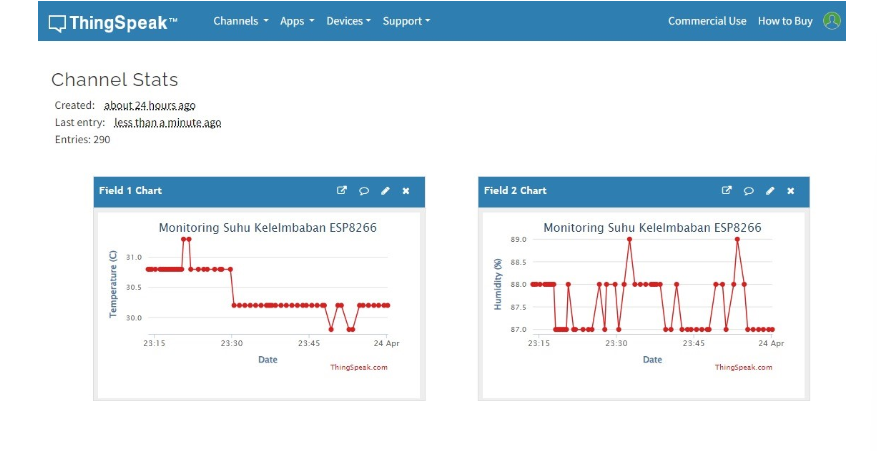 ThingSpeak™ Channels Apps Devices Support Commercial Use How to Buy
Channel Stats
Created: about 24 hours ago
Last entry: less than a minute ago
Entries: 290
Field 1 Chart
Monitoring Suhu Kelelmbaban ESP8266
Temperature (C)
31.0
30.5
30.0
23:15 23:30 23:45 24 Apr
Date
ThingSpeak.com
Field 2 Chart
Monitoring Suhu Kelelmbaban ESP8266
Humidity (%)
89.0
88.5
88.0
87.5
87.0
23:15 23:30 23:45 24 Apr
Date
ThingSpeak.com